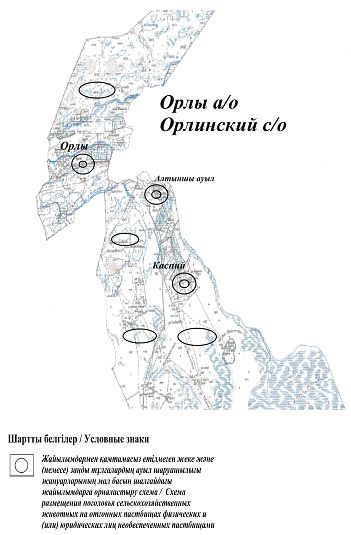 Орлы а/о
Орлинский с/о
Орлы
Алтыншы ауыл
Каспий
Шартты белгілер / Условные знаки
Жайылымдармен қамтамасыз етілмеген жеке және
(немесе) заңды тұлғалардың ауыл шаруашылығы
жануарларының мал басын шалғайдағы
жайылымдарға орналастыру схема / Схема
размещения поголовья сельскохозяйственных
животных на отгонных пастбищах физических и
(или) юридических лиц необеспеченных пастбищами